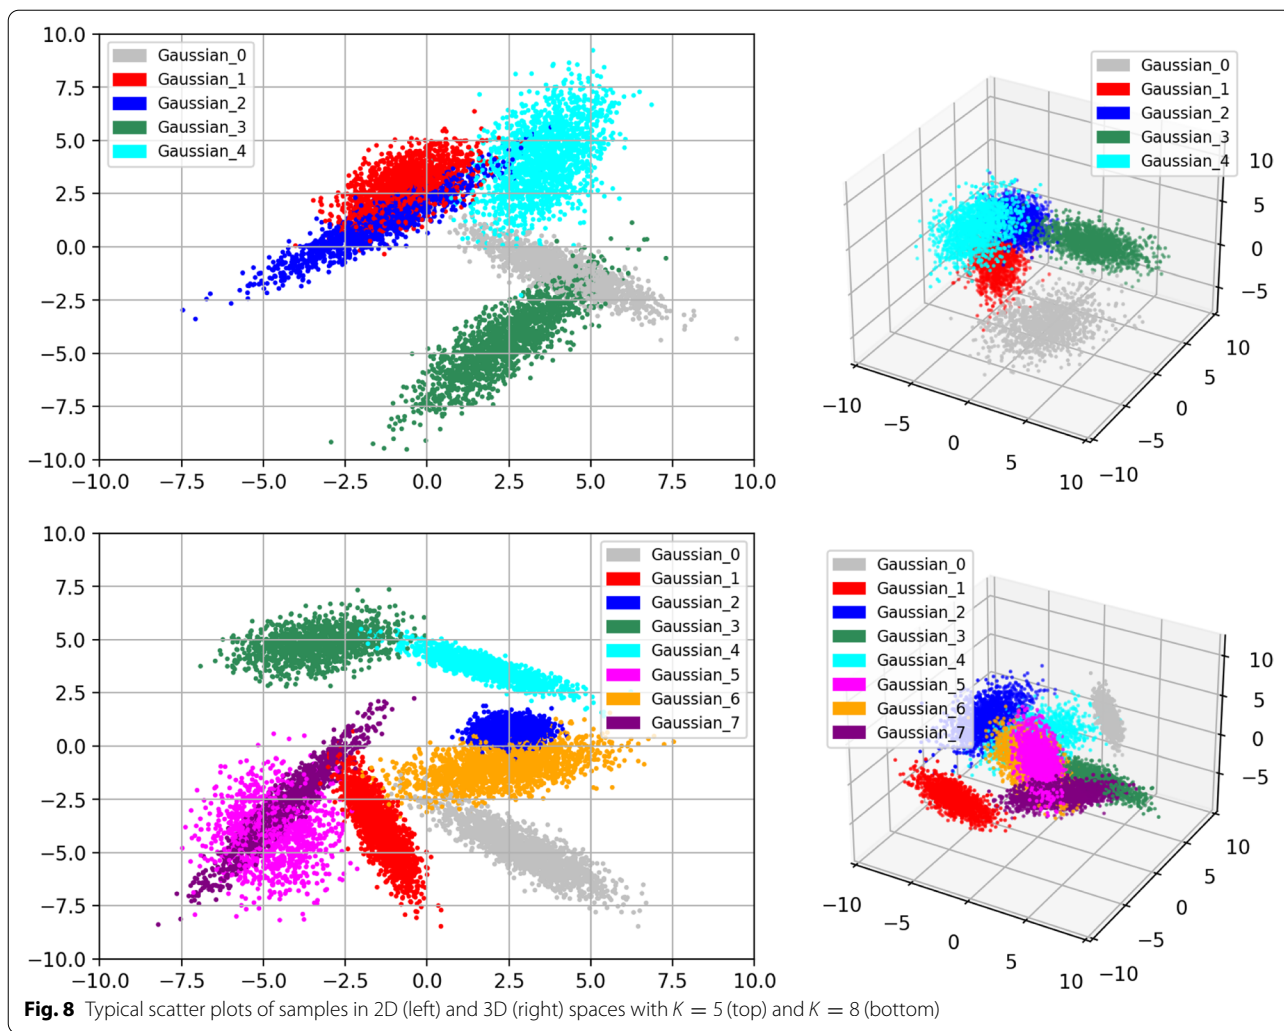 10.0
7.5
5.0
2.5
0.0
−2.5
−5.0
−7.5
−10.0
−10.0 −7.5 −5.0 −2.5 0.0 2.5 5.0 7.5 10.0
Gaussian_0
Gaussian_1
Gaussian_2
Gaussian_3
Gaussian_4
Gaussian_0
Gaussian_1
Gaussian_2
Gaussian_3
Gaussian_4
10
5
0
−5
−10 −5 0 5 10
−10 −5 0 5 10
10.0
7.5
5.0
2.5
0.0
−2.5
−5.0
−7.5
−10.0
−10.0 −7.5 −5.0 −2.5 0.0 2.5 5.0 7.5 10.0
Gaussian_0
Gaussian_1
Gaussian_2
Gaussian_3
Gaussian_4
Gaussian_5
Gaussian_6
Gaussian_7
Gaussian_0
Gaussian_1
Gaussian_2
Gaussian_3
Gaussian_4
Gaussian_5
Gaussian_6
Gaussian_7
10
5
0
−5
−10 −5 0 5 10
−10 −5 0 5 10
Fig. 8 Typical scatter plots of samples in 2D (left) and 3D (right) spaces with K = 5 (top) and K = 8 (bottom)